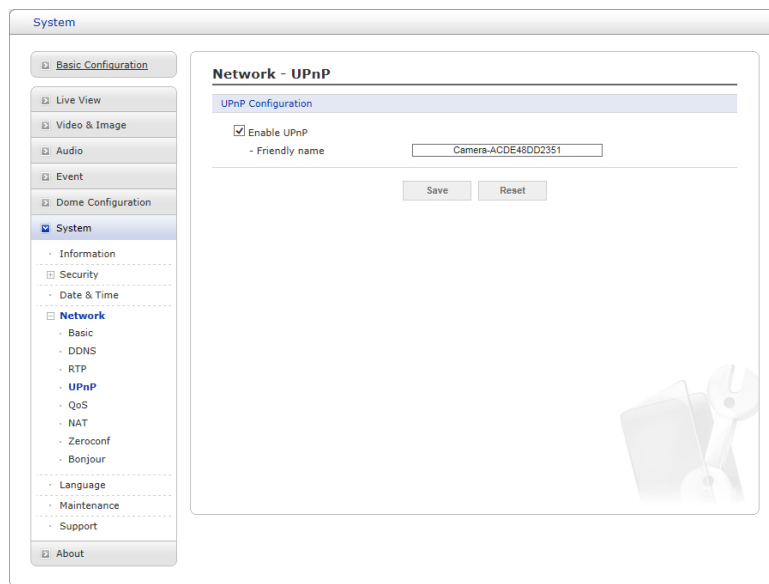 System
Basic Configuration
Live View
Video & Image
Audio
Event
Dome Configuration
System
Information
Security
Date & Time
Network
Basic
DDNS
RTP
UPnP
QoS
NAT
Zeroconf
Bonjour
Language
Maintenance
Support
About
Network - UPnP
UPnP Configuration
Enable UPnP
- Friendly name Camera-ACDE48DD2351
Save Reset